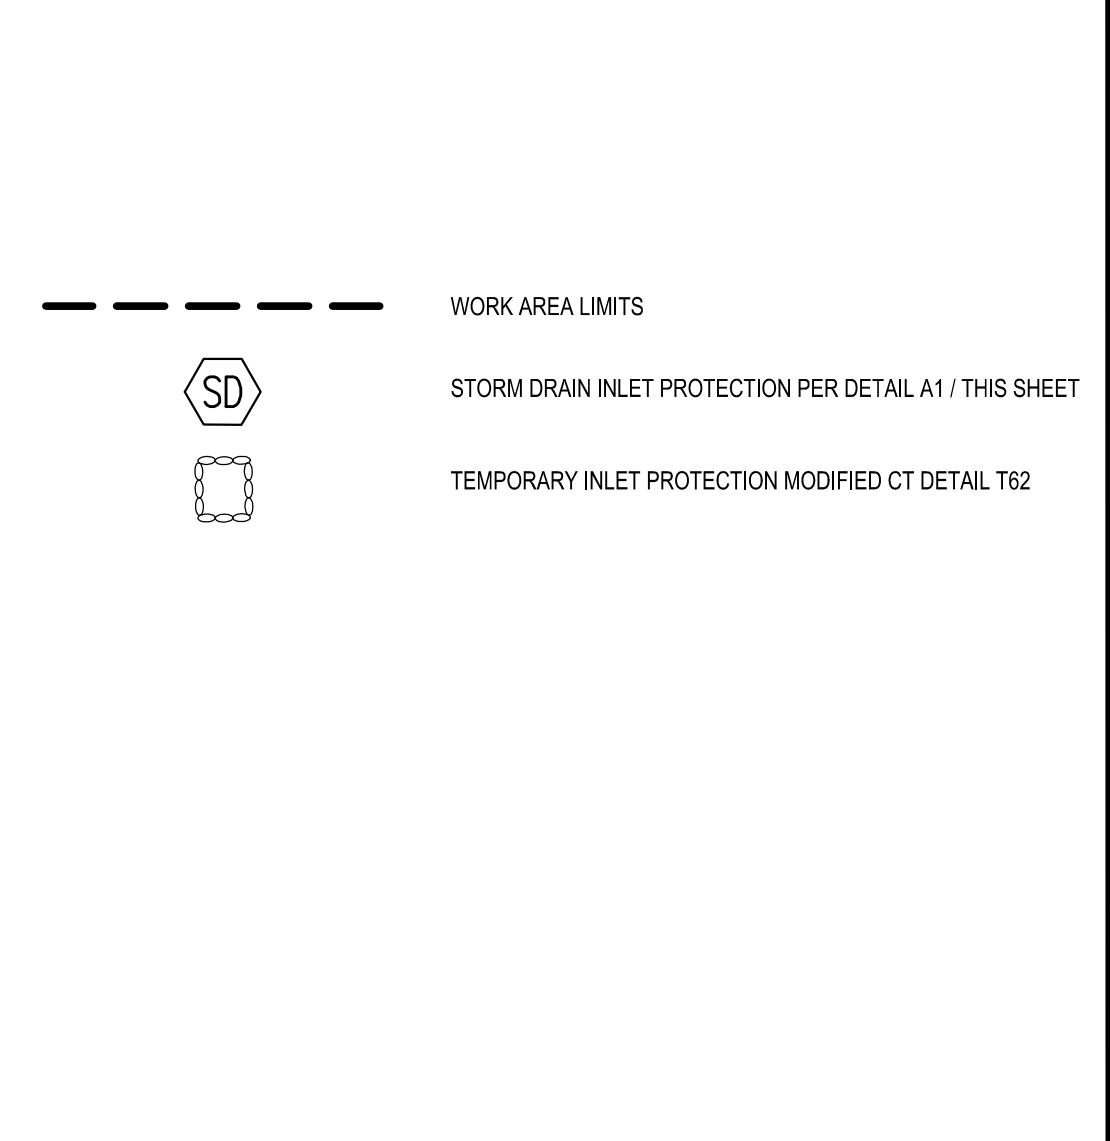 WORK AREA LIMITS
SD
STORM DRAIN INLET PROTECTION PER DETAIL A1 / THIS SHEET
TEMPORARY INLET PROTECTION MODIFIED CT DETAIL T62